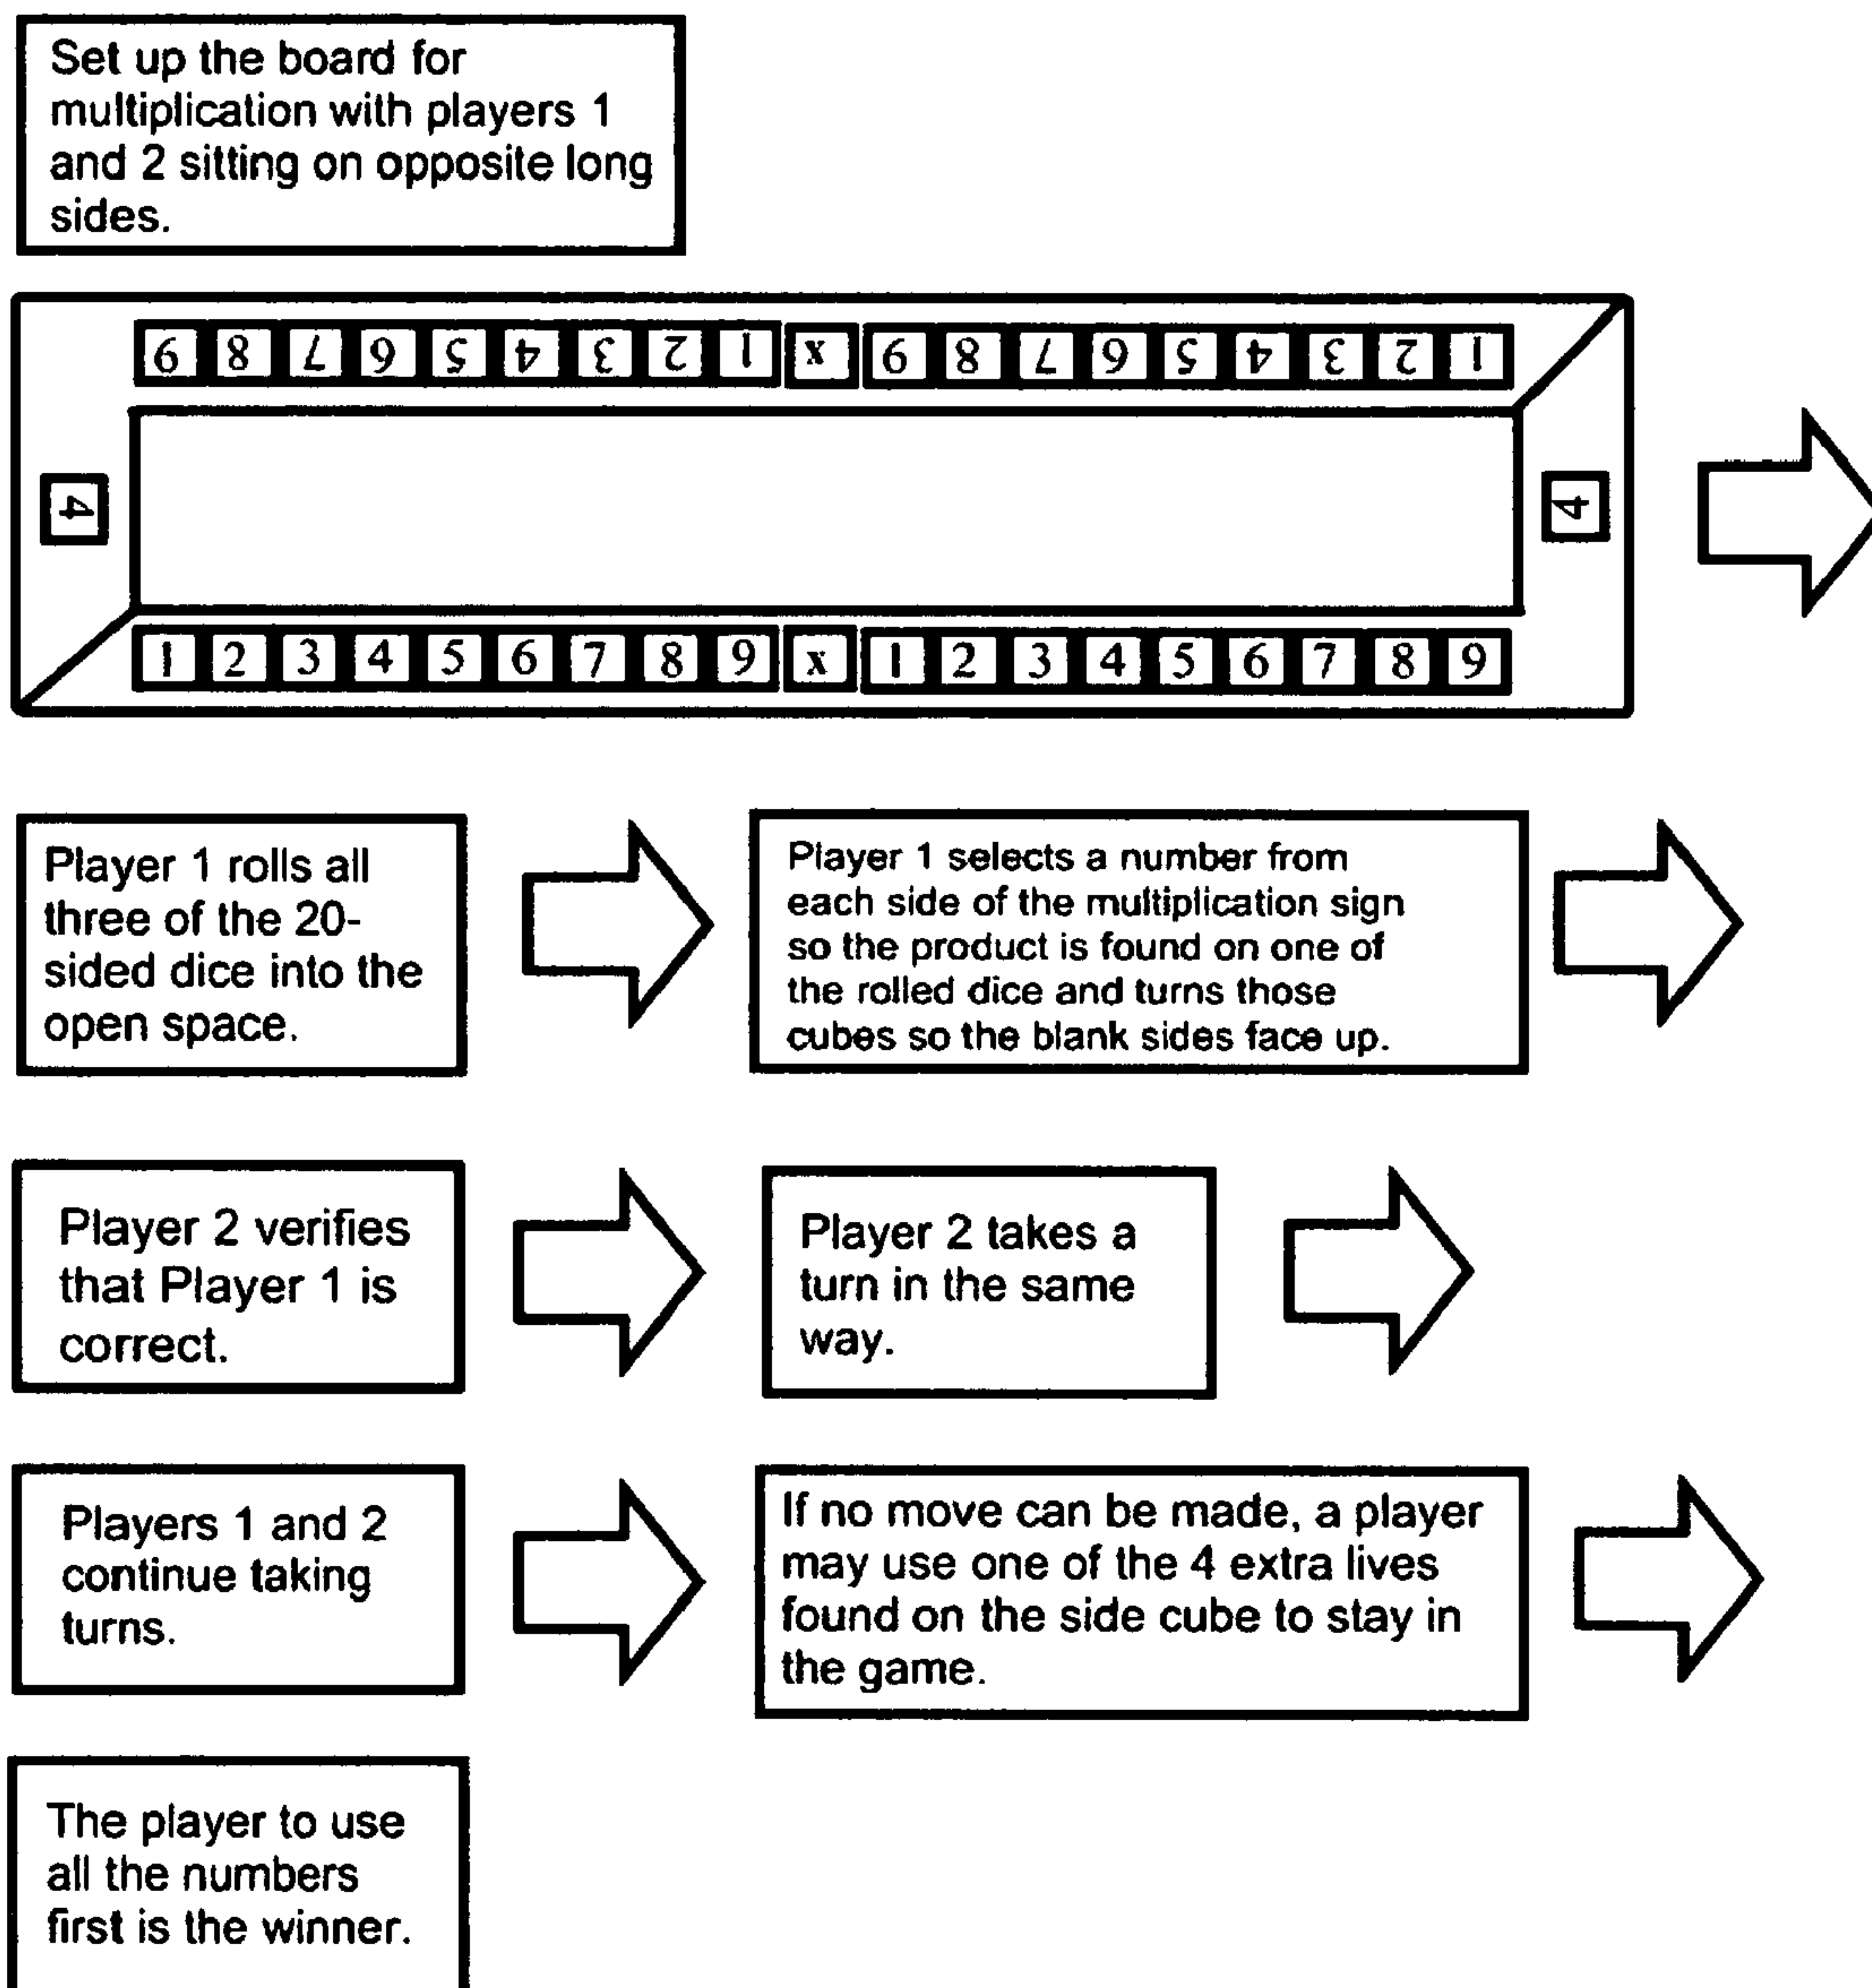 Set up the board for
multiplication with players 1
and 2 sitting on opposite long
sides.
9 8 7 6 5 4 3 2 1 x 9 8 7 6 5 4 3 2 1
4 4
1 2 3 4 5 6 7 8 9 x 1 2 3 4 5 6 7 8 9
Player 1 rolls all
three of the 20-
sided dice into the
open space.
Player 1 selects a number from
each side of the multiplication sign
so the product is found on one of
the rolled dice and turns those
cubes so the blank sides face up.
Player 2 verifies
that Player 1 is
correct.
Player 2 takes a
turn in the same
way.
Players 1 and 2
continue taking
turns.
If no move can be made, a player
may use one of the 4 extra lives
found on the side cube to stay in
the game.
The player to use
all the numbers
first is the winner.